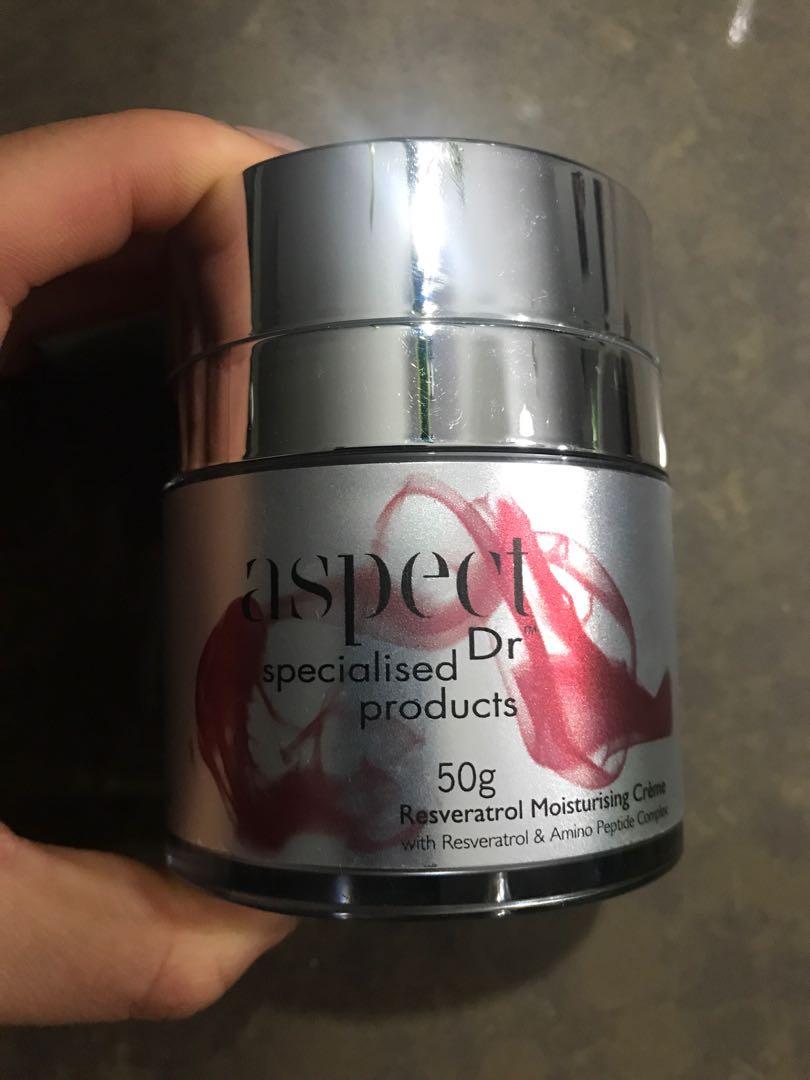 aspect
Dr™
specialised
products
50g
Resveratrol Moisturising Crème
with Resveratrol & Amino Peptide Complex